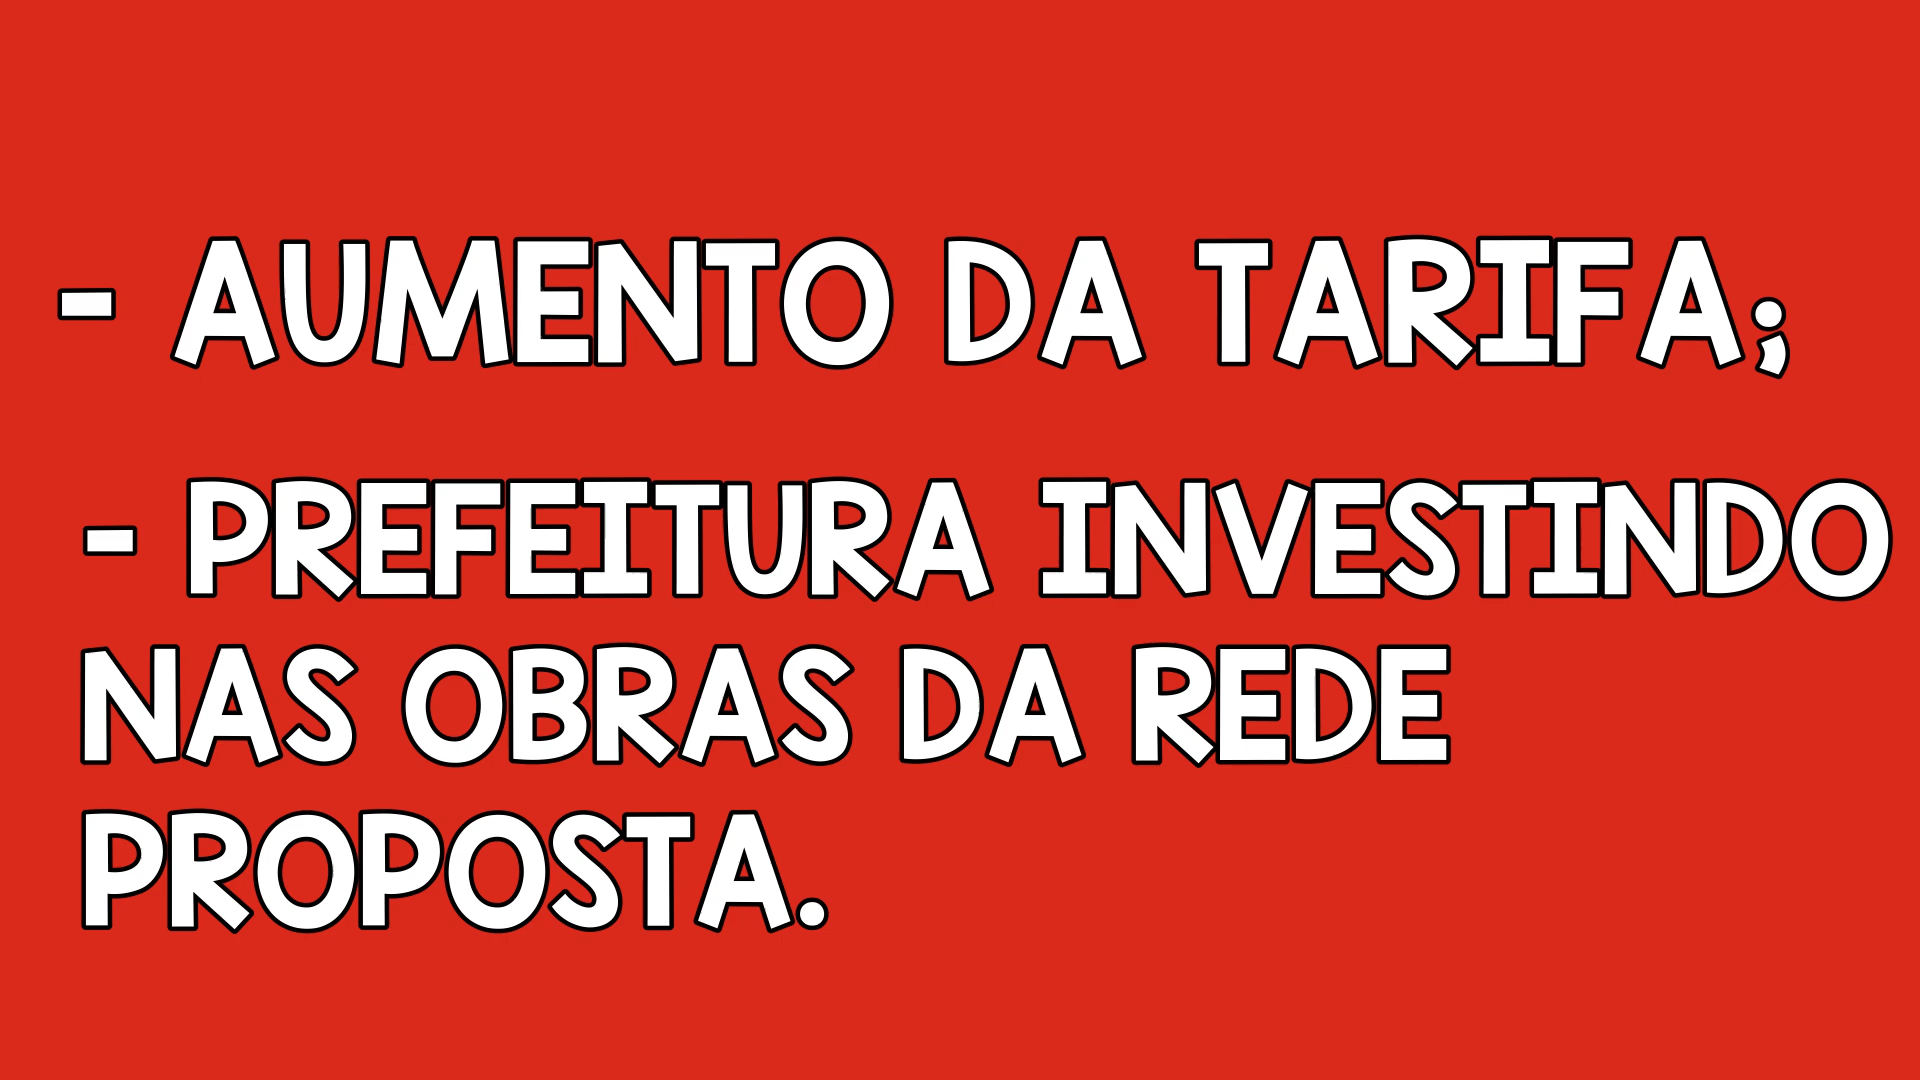 - AUMENTO DA TARIFA;
- PREFEITURA INVESTINDO
NAS OBRAS DA REDE
PROPOSTA.